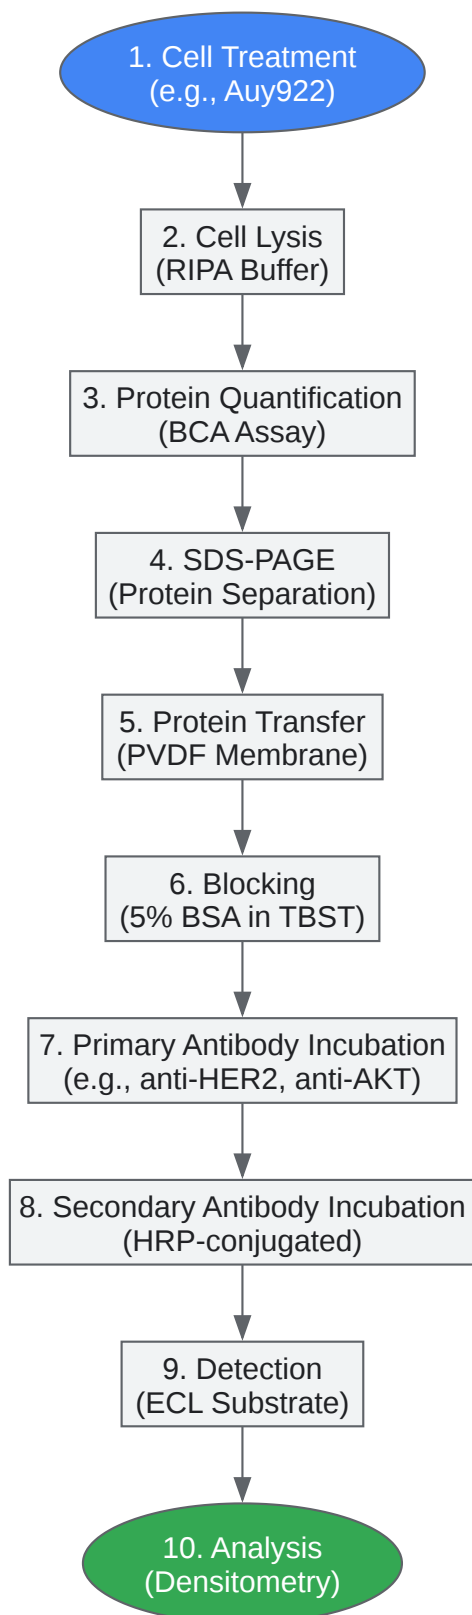 1. Cell Treatment
(e.g., Auy922)
2. Cell Lysis
(RIPA Buffer)
3. Protein Quantification
(BCA Assay)
4. SDS-PAGE
(Protein Separation)
5. Protein Transfer
(PVDF Membrane)
6. Blocking
(5% BSA in TBST)
7. Primary Antibody Incubation
(e.g., anti-HER2, anti-AKT)
8. Secondary Antibody Incubation
(HRP-conjugated)
9. Detection
(ECL Substrate)
10. Analysis
(Densitometry)